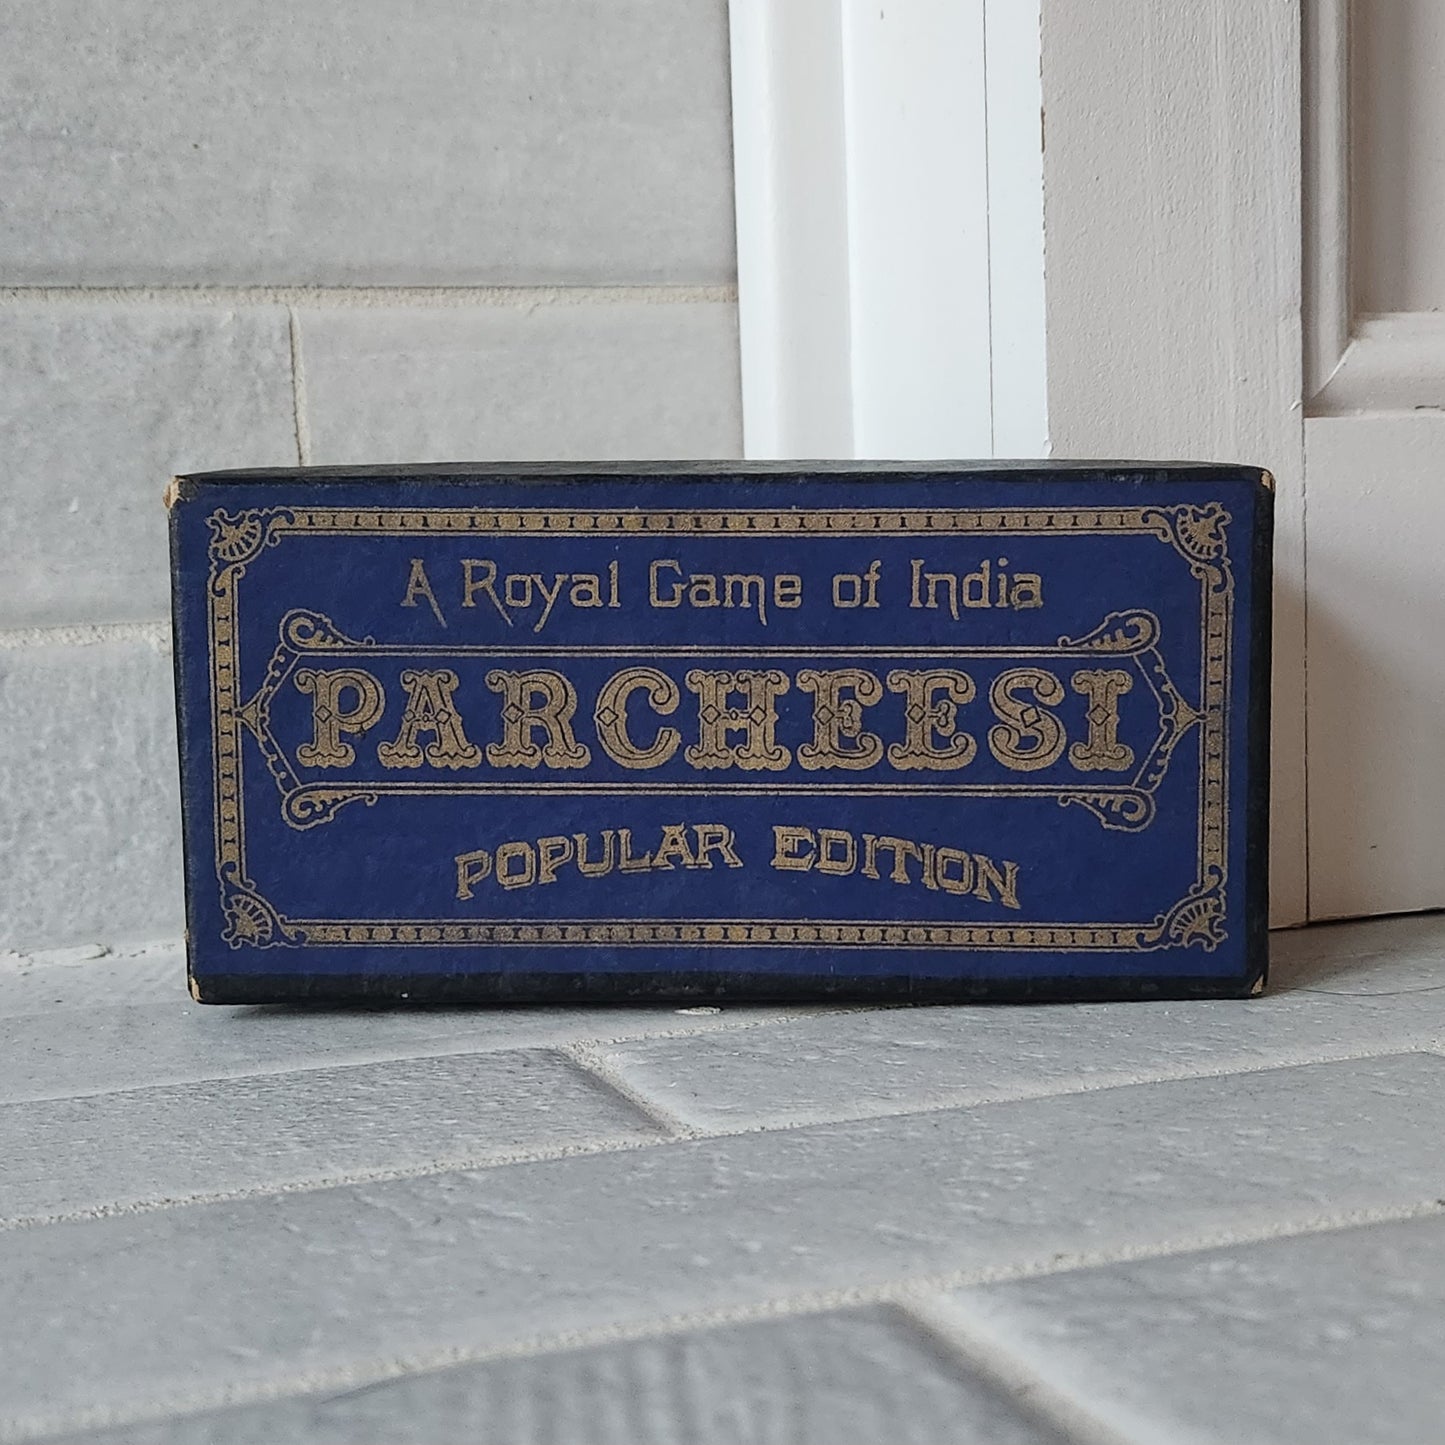 A Royal Game of India
PARCHEESI
POPULAR EDITION